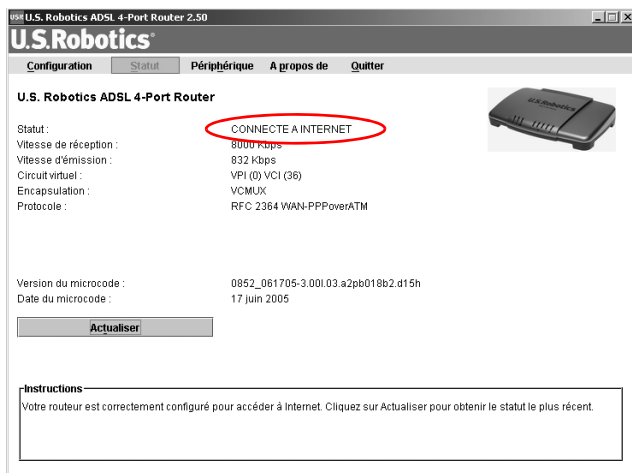 USR U.S. Robotics ADSL 4-Port Router 2.50
U.S.Robotics
Configuration Statut Périphérique A propos de Quitter
U.S. Robotics ADSL 4-Port Router
U.S.Robotics
Statut : CONNECTE A INTERNET
Vitesse de réception : 8000 Kbps
Vitesse d'émission : 832 Kbps
Circuit virtuel : VPI (0) VCI (36)
Encapsulation : VCMUX
Protocole : RFC 2364 WAN-PPPoverATM
Version du microcode : 0852_061705-3.00l.03.a2pb018b2.d15h
Date du microcode : 17 juin 2005
Actualiser
Instructions
Votre routeur est correctement configuré pour accéder à Internet. Cliquez sur Actualiser pour obtenir le statut le plus récent.